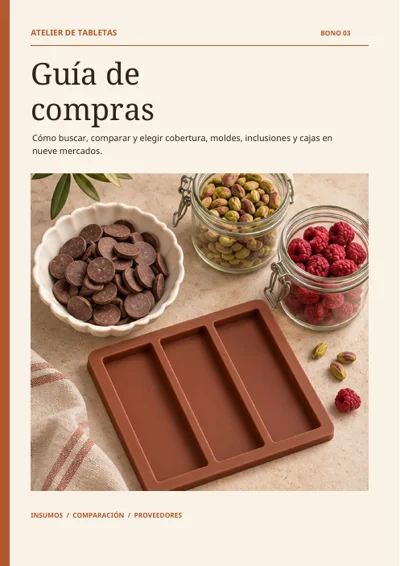 ATELIER DE TABLETAS
BONO 03
Guía de
compras
Cómo buscar, comparar y elegir cobertura, moldes, inclusiones y cajas en
nueve mercados.
INSUMOS / COMPARACIÓN / PROVEEDORES